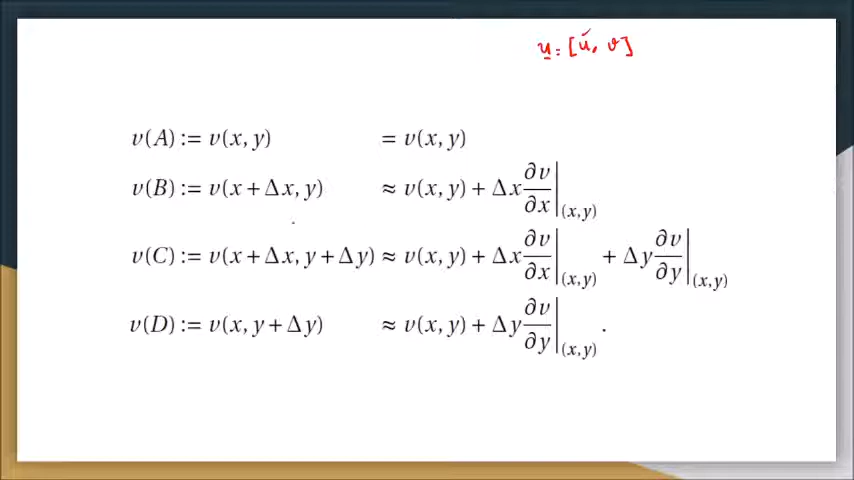 u = [u, v]
v(A) := v(x, y) = v(x, y)
v(B) := v(x + Δx, y) ≈ v(x, y) + Δx ∂v/∂x |(x,y)
v(C) := v(x + Δx, y + Δy) ≈ v(x, y) + Δx ∂v/∂x |(x,y) + Δy ∂v/∂y |(x,y)
v(D) := v(x, y + Δy) ≈ v(x, y) + Δy ∂v/∂y |(x,y) .